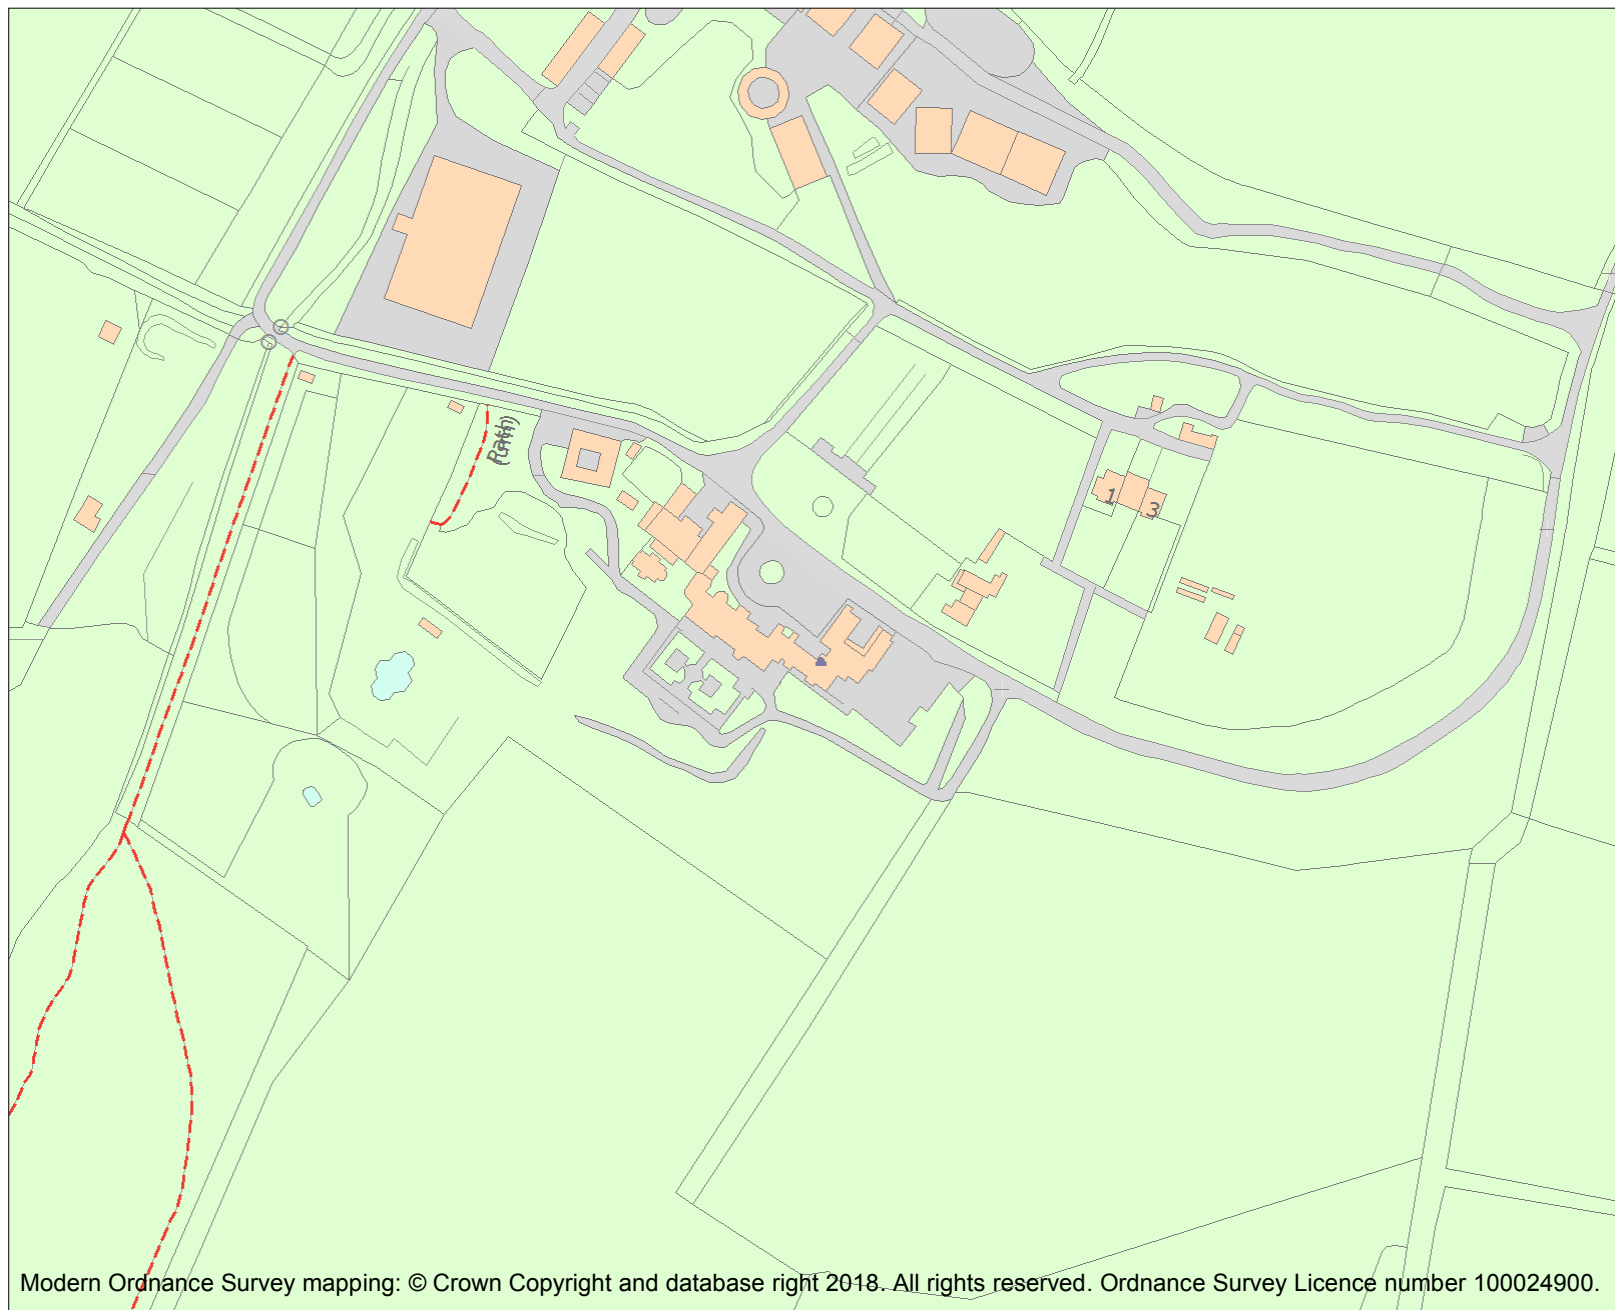 Path
(um)
1
3
Modern Ordnance Survey mapping: © Crown Copyright and database right 2018. All rights reserved. Ordnance Survey Licence number 100024900.